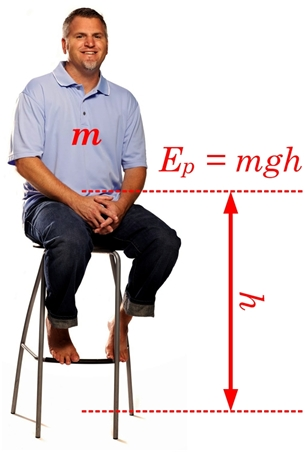 m
Eₚ = mgh
h